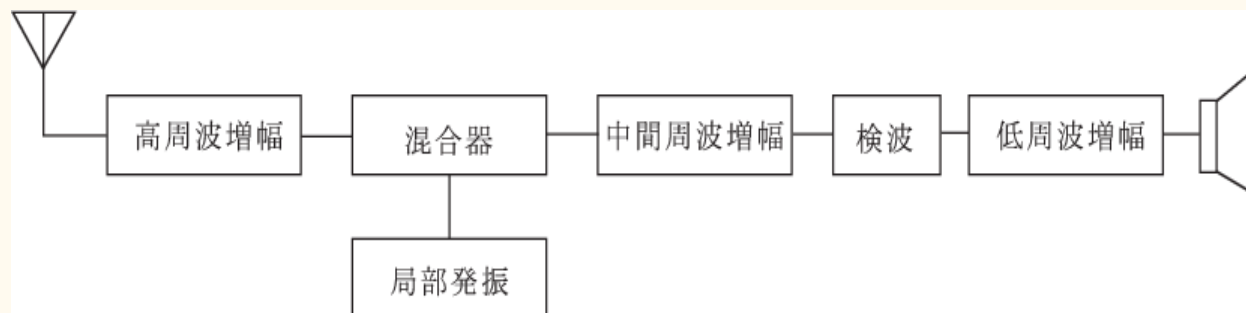 高周波増幅
混合器
中間周波増幅
検波
低周波増幅
局部発振